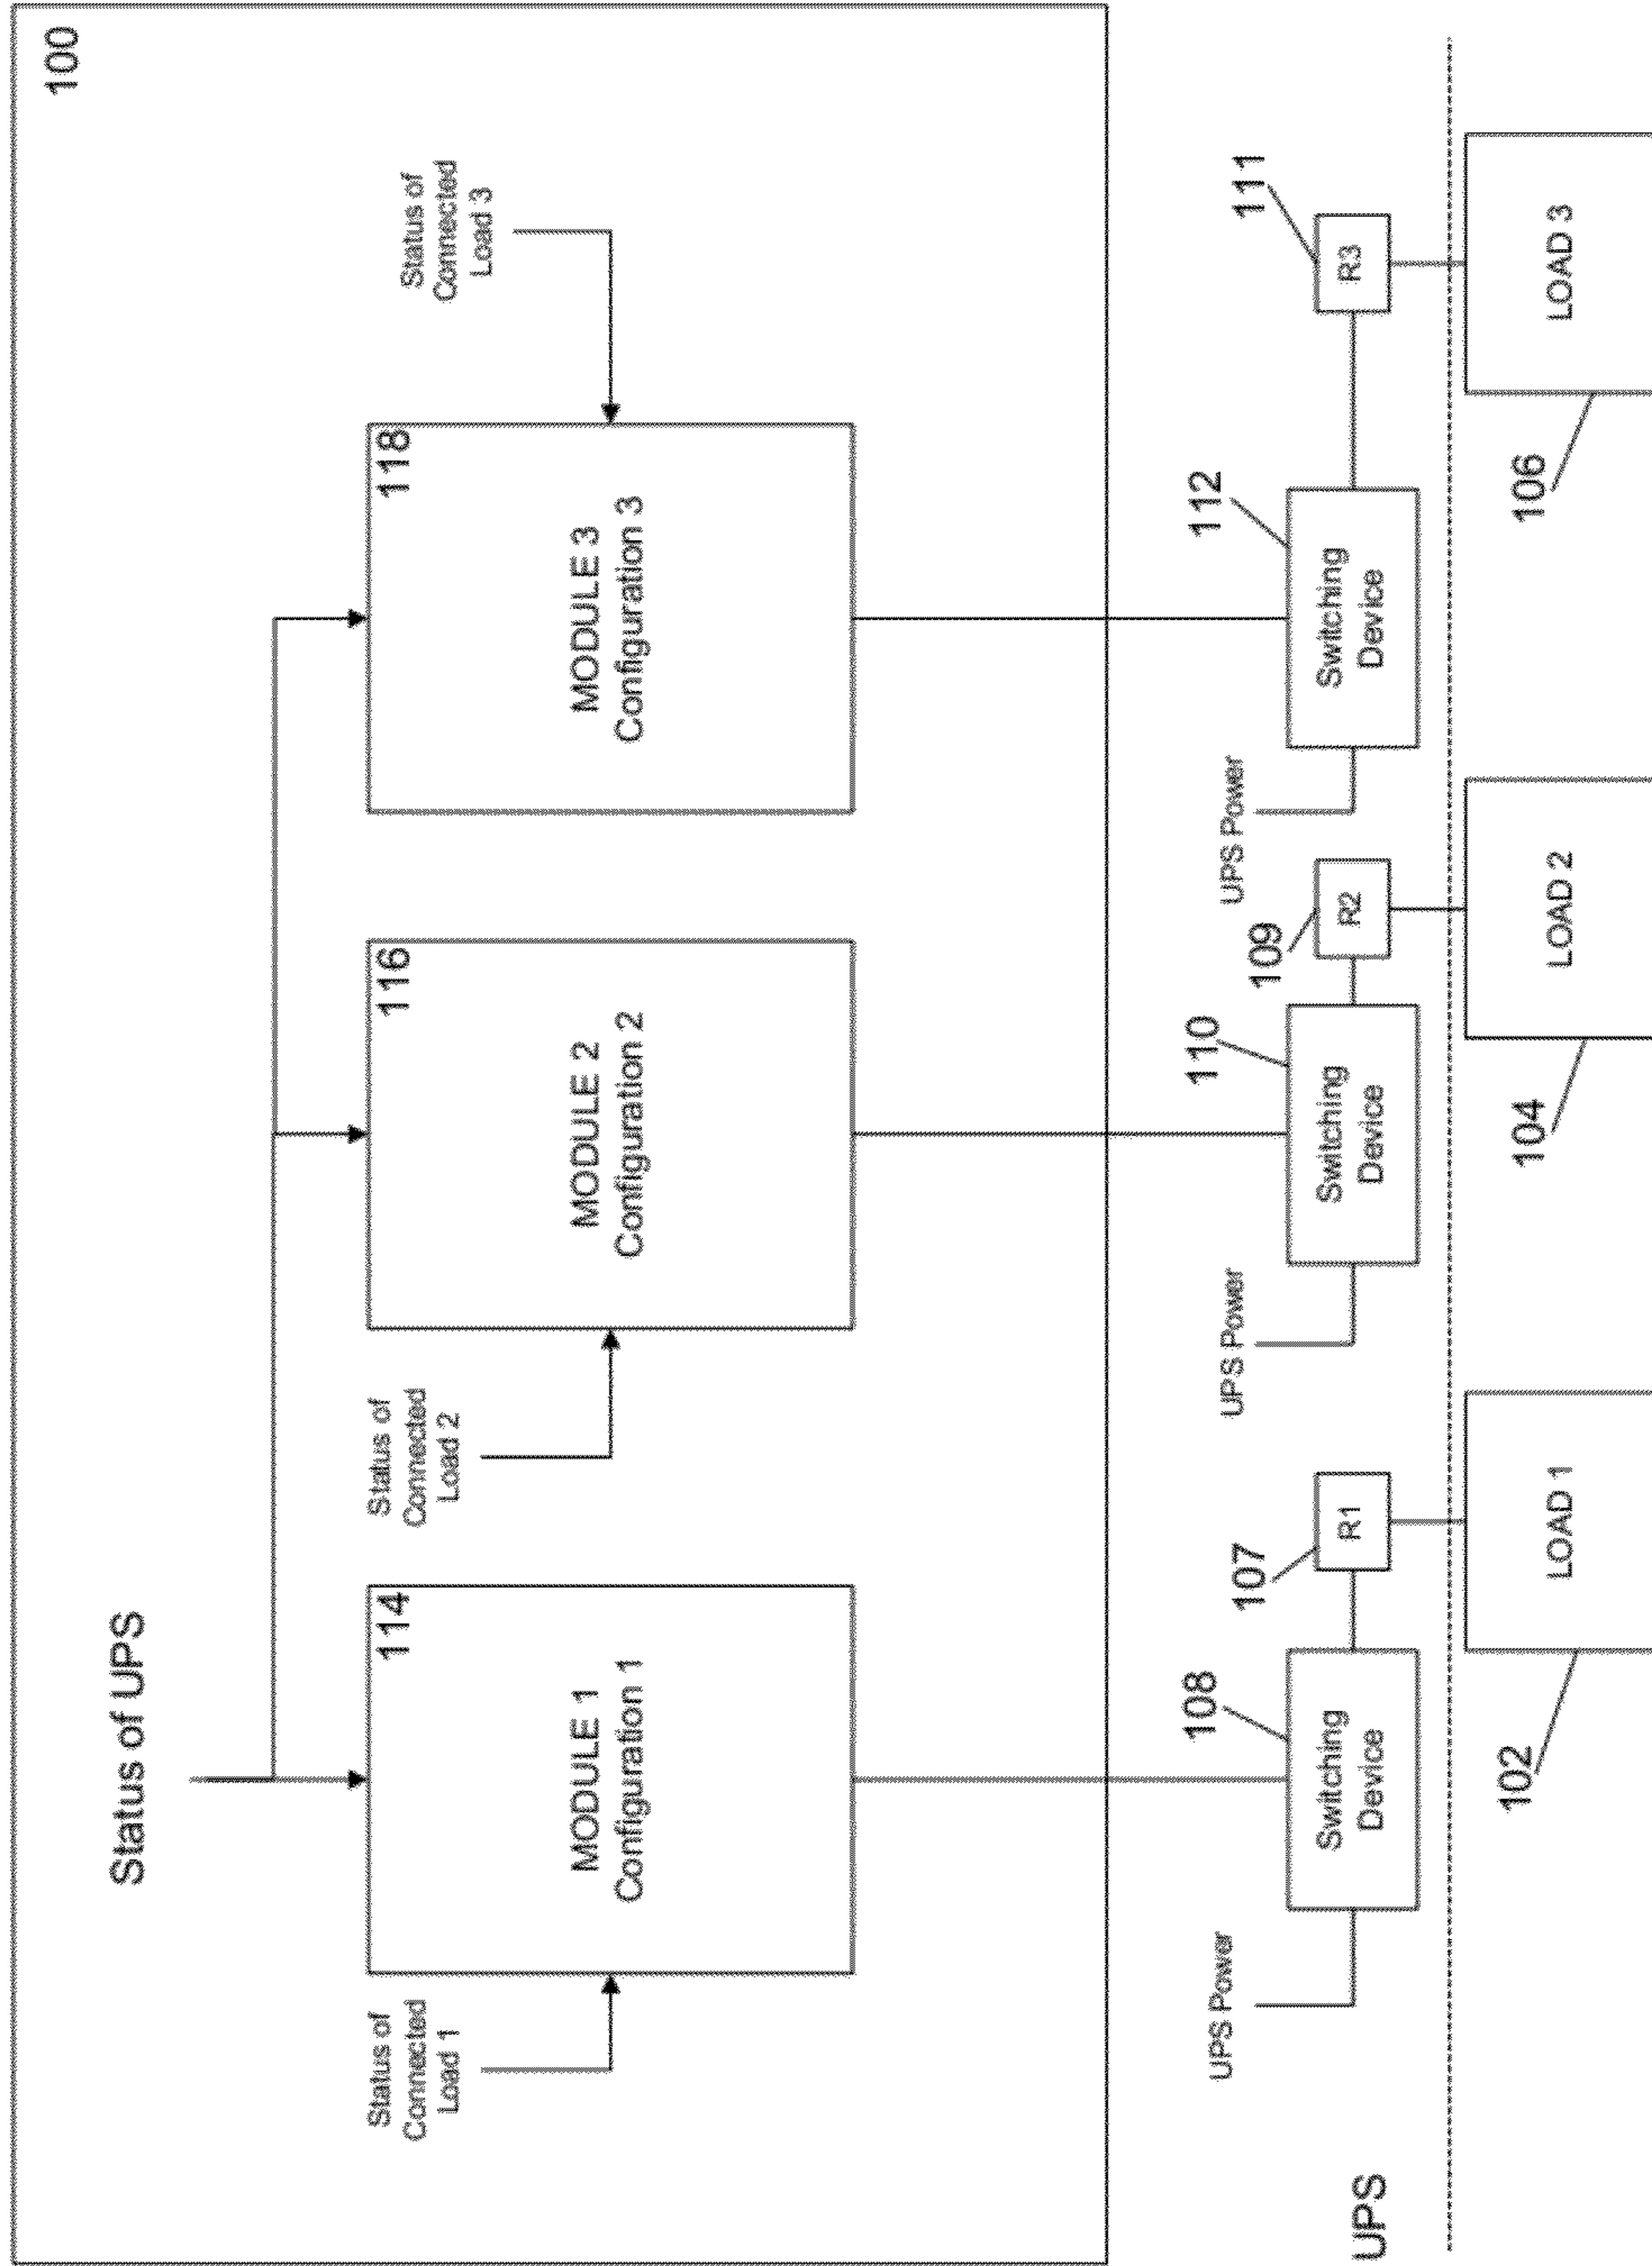 100
Status of UPS
Status of
Connected
Load 1
114
MODULE 1
Configuration 1
Status of
Connected
Load 2
116
MODULE 2
Configuration 2
118
MODULE 3
Configuration 3
Status of
Connected
Load 3
UPS Power
108
Switching
Device
107
R1
UPS Power
110
Switching
Device
109
R2
UPS Power
112
Switching
Device
111
R3
UPS
102
LOAD 1
104
LOAD 2
106
LOAD 3